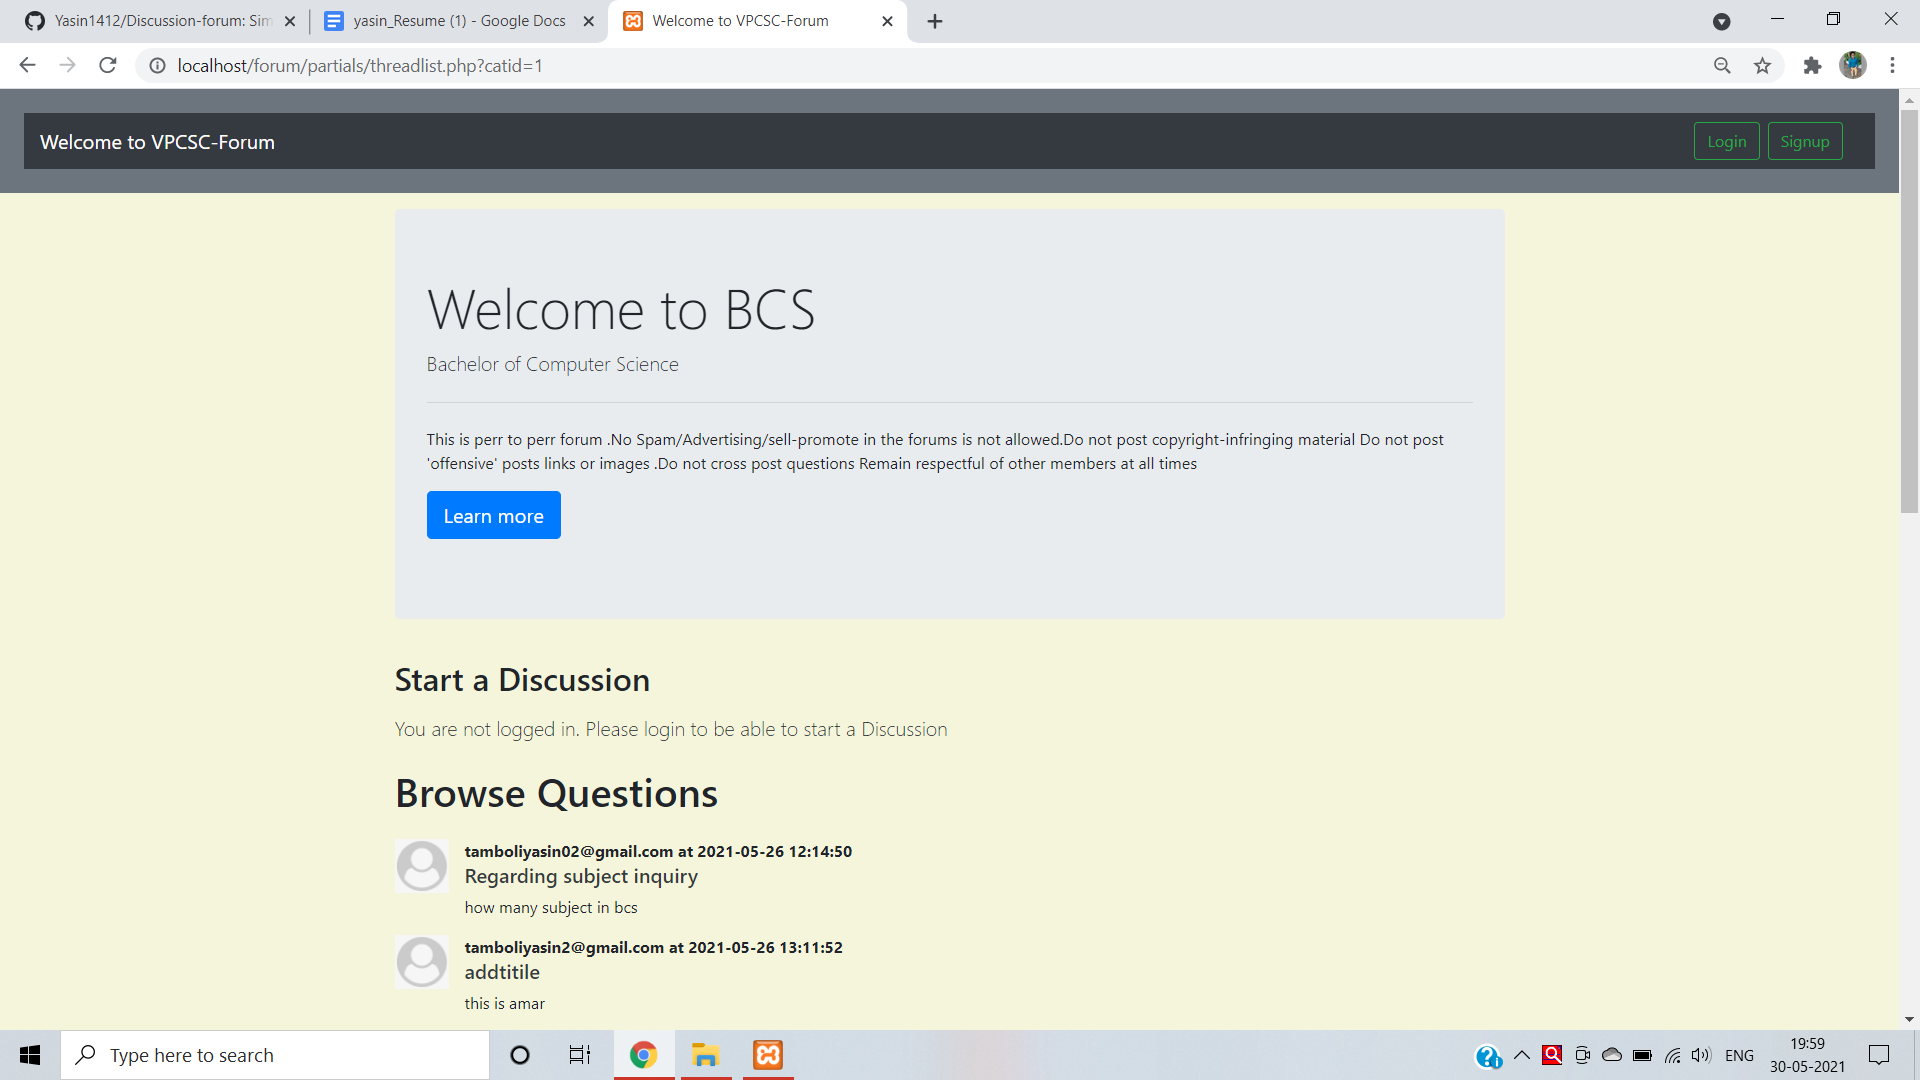 Yasin1412/Discussion-forum: Sim
yasin_Resume (1) - Google Docs
Welcome to VPCSC-Forum
localhost/forum/partials/threadlist.php?catid=1
Welcome to VPCSC-Forum
Login
Signup
Welcome to BCS
Bachelor of Computer Science
This is perr to perr forum .No Spam/Advertising/sell-promote in the forums is not allowed.Do not post copyright-infringing material Do not post
'offensive' posts links or images .Do not cross post questions Remain respectful of other members at all times
Learn more
Start a Discussion
You are not logged in. Please login to be able to start a Discussion
Browse Questions
tamboliyasin02@gmail.com at 2021-05-26 12:14:50
Regarding subject inquiry
how many subject in bcs
tamboliyasin2@gmail.com at 2021-05-26 13:11:52
addtitile
this is amar
Type here to search
ENG
19:59
30-05-2021